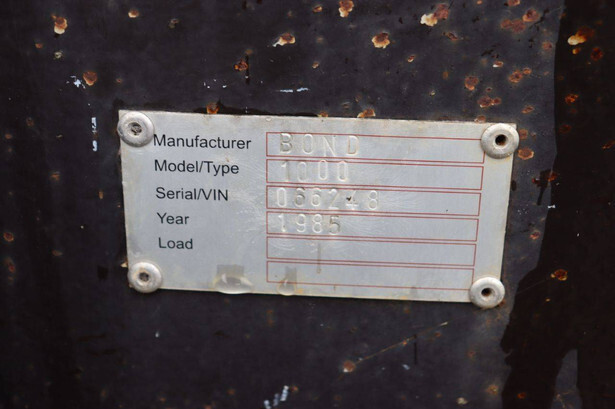 Manufacturer BOND
Model/Type 1000
Serial/VIN 066248
Year 1985
Load